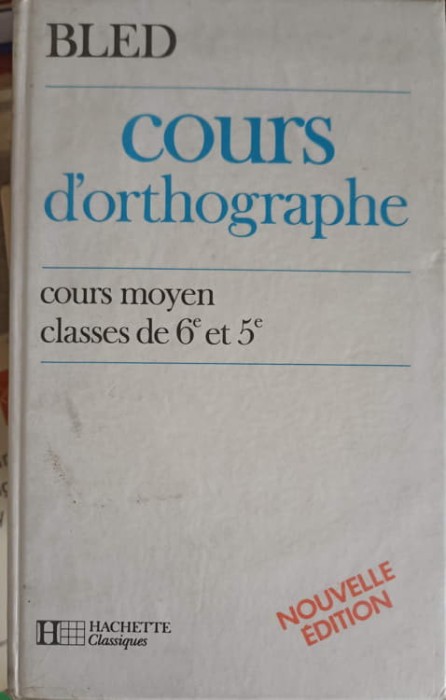 BLED
cours
d'orthographe
cours moyen
classes de 6e et 5e
NOUVELLE
ÉDITION
H HACHETTE
Classiques